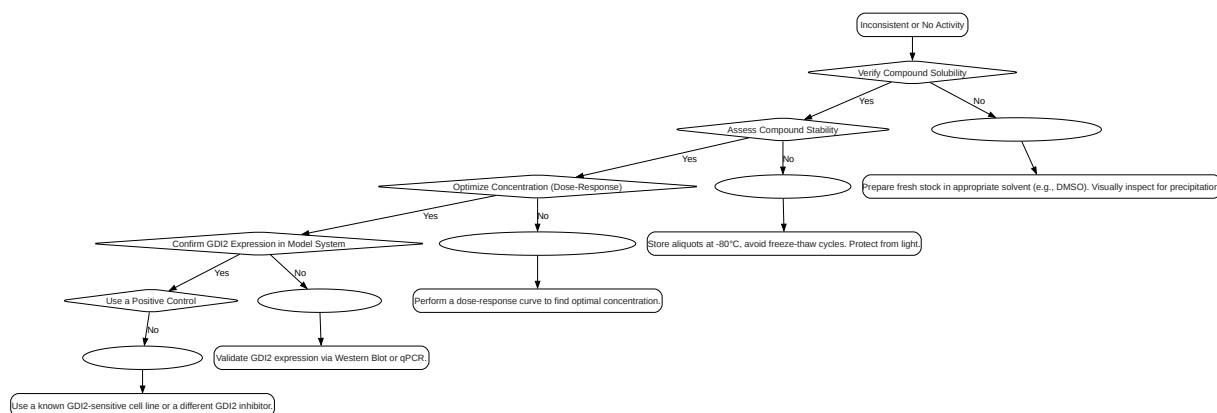 Inconsistent or No Activity
Verify Compound Solubility
Yes
No
Assess Compound Stability
Yes
No
Optimize Concentration (Dose-Response)
Prepare fresh stock in appropriate solvent (e.g., DMSO). Visually inspect for precipitation
Yes
No
Confirm GDI2 Expression in Model System
Store aliquots at -80°C, avoid freeze-thaw cycles. Protect from light.
Yes
No
Use a Positive Control
Perform a dose-response curve to find optimal concentration.
No
Validate GDI2 expression via Western Blot or qPCR.
Use a known GDI2-sensitive cell line or a different GDI2 inhibitor.